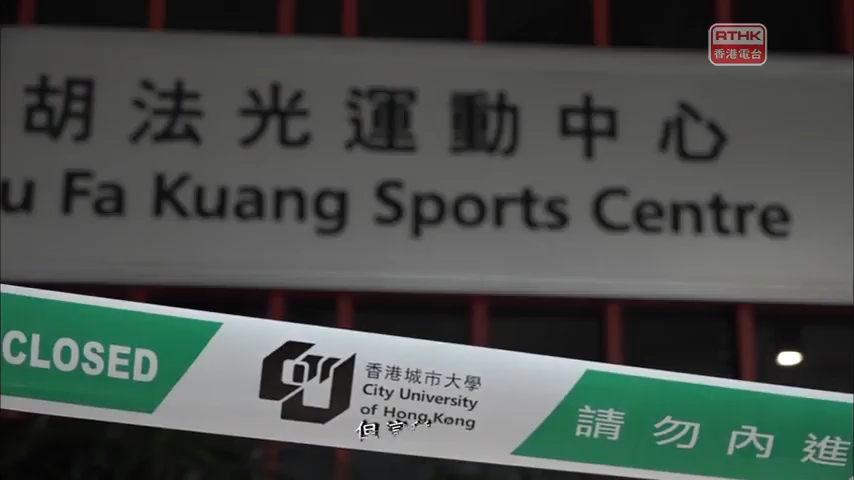 RTHK
香港電台
胡法光運動中心
u Fa Kuang Sports Centre
CLOSED
香港城市大學
City University
of Hong Kong
請勿內進